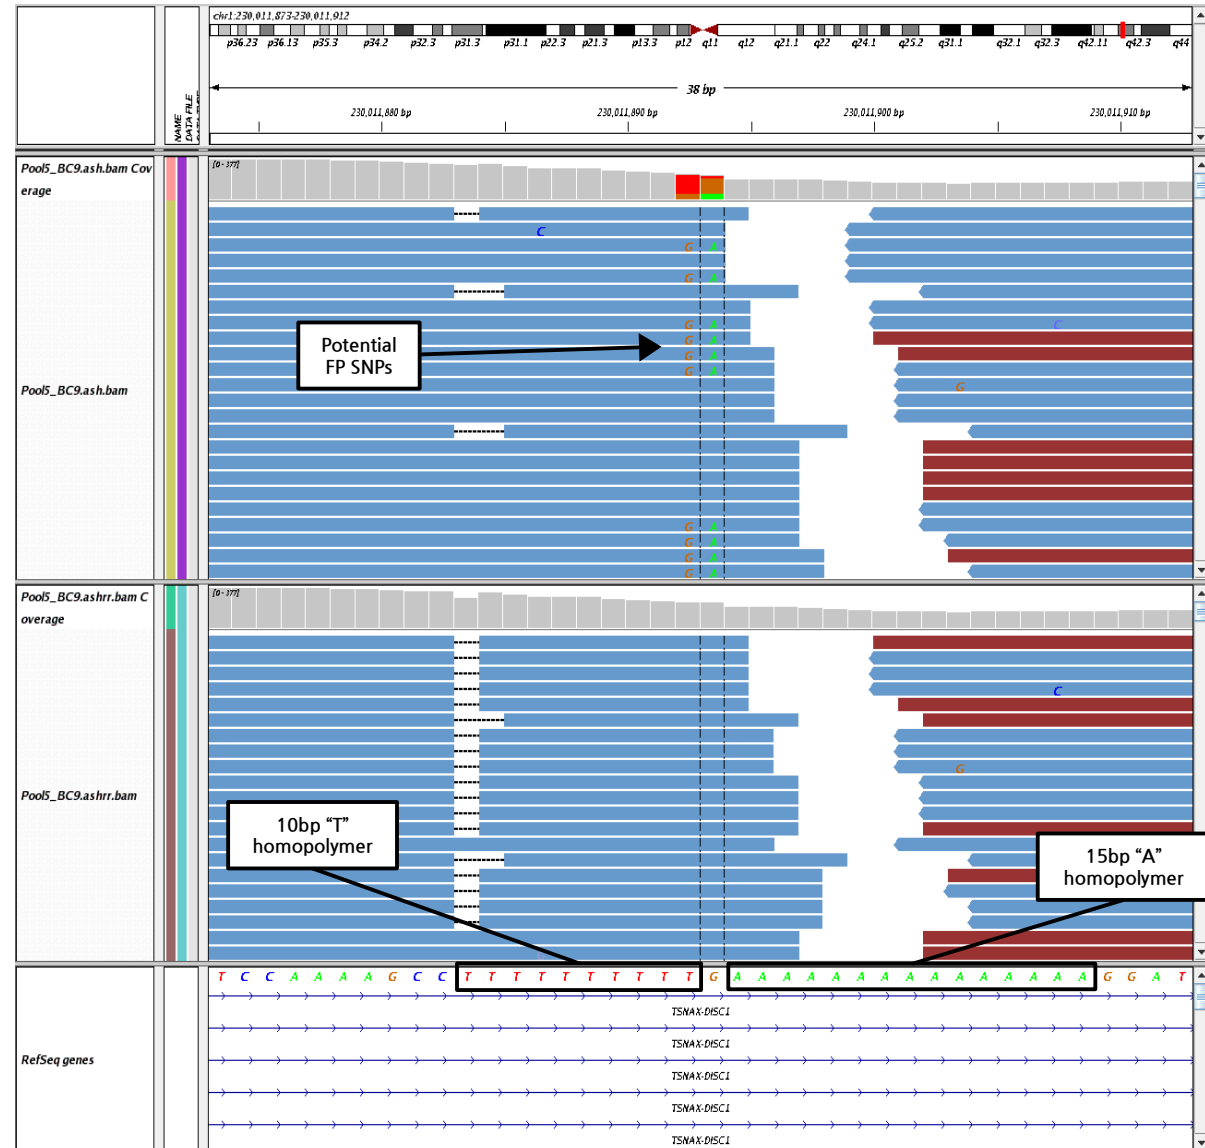 chr1:230,011,873-230,011,912
p36.23 p36.13 p35.3 p34.2 p32.3 p31.3 p31.1 p22.3 p21.3 p13.3 p12 q11 q12 q21.1 q22 q24.1 q25.2 q31.1 q32.1 q32.3 q42.11 q42.3 q44
38 bp
230,011,880 bp 230,011,890 bp 230,011,900 bp 230,011,910 bp
NAME
DATA FILE
Pool5_BC9.ash.bam Cov
erage
[0 - 377]
C
G A
G A
G A C
G A
G A
G A
G
Potential
FP SNPs
Pool5_BC9.ash.bam
G A
G A
G A
G A
Pool5_BC9.ashrr.bam C
overage
[0 - 377]
C
G
Pool5_BC9.ashrr.bam
10bp “T”
homopolymer
15bp “A”
homopolymer
T C C A A A A G C C T T T T T T T T T T G A A A A A A A A A A A A A A A G G A T
TSNAX-DISC1
TSNAX-DISC1
RefSeq genes
TSNAX-DISC1
TSNAX-DISC1
TSNAX-DISC1